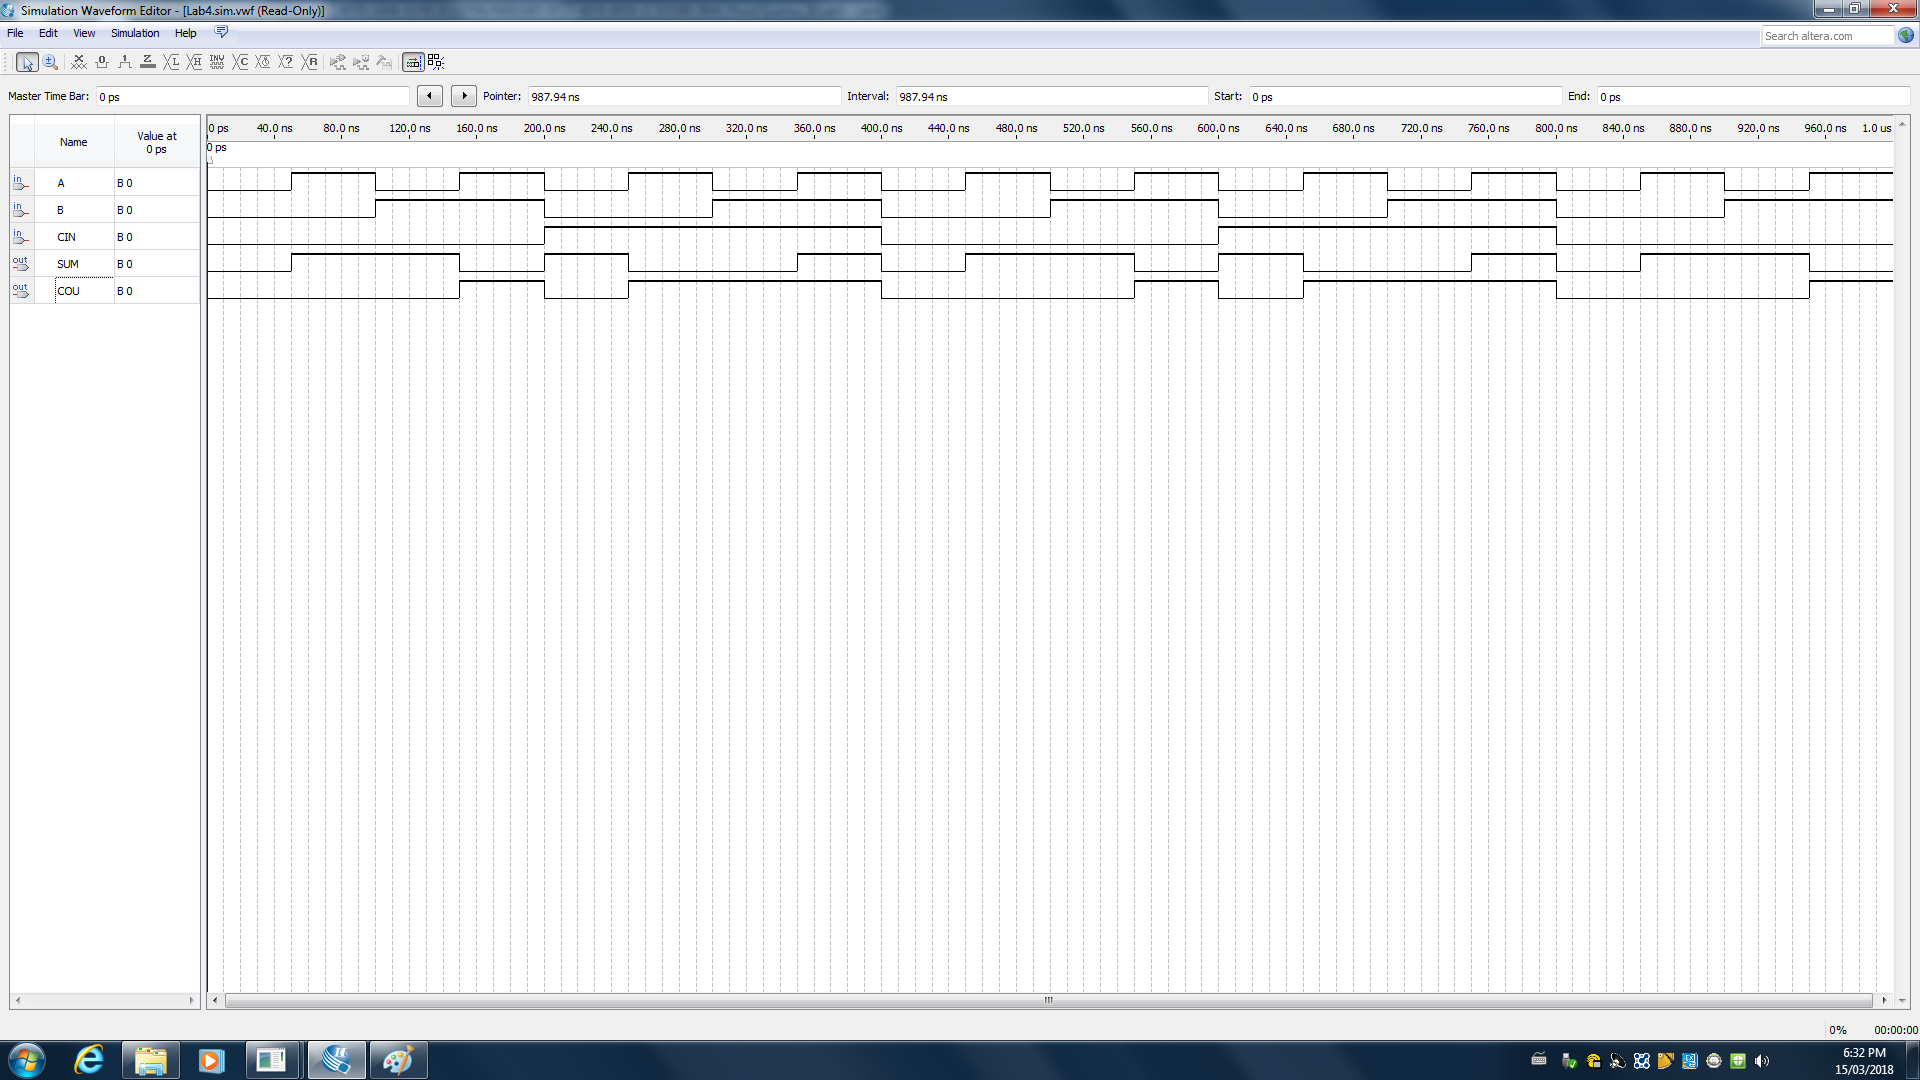 Simulation Waveform Editor - [Lab4.sim.vwf (Read-Only)]
File Edit View Simulation Help
Search altera.com
Master Time Bar: 0 ps Pointer: 987.94 ns Interval: 987.94 ns Start: 0 ps End: 0 ps
Name Value at 0 ps
0 ps 40.0 ns 80.0 ns 120.0 ns 160.0 ns 200.0 ns 240.0 ns 280.0 ns 320.0 ns 360.0 ns 400.0 ns 440.0 ns 480.0 ns 520.0 ns 560.0 ns 600.0 ns 640.0 ns 680.0 ns 720.0 ns 760.0 ns 800.0 ns 840.0 ns 880.0 ns 920.0 ns 960.0 ns 1.0 us
0 ps
in A B 0
in B B 0
in CIN B 0
out SUM B 0
out COU B 0
0% 00:00:00
6:32 PM
15/03/2018